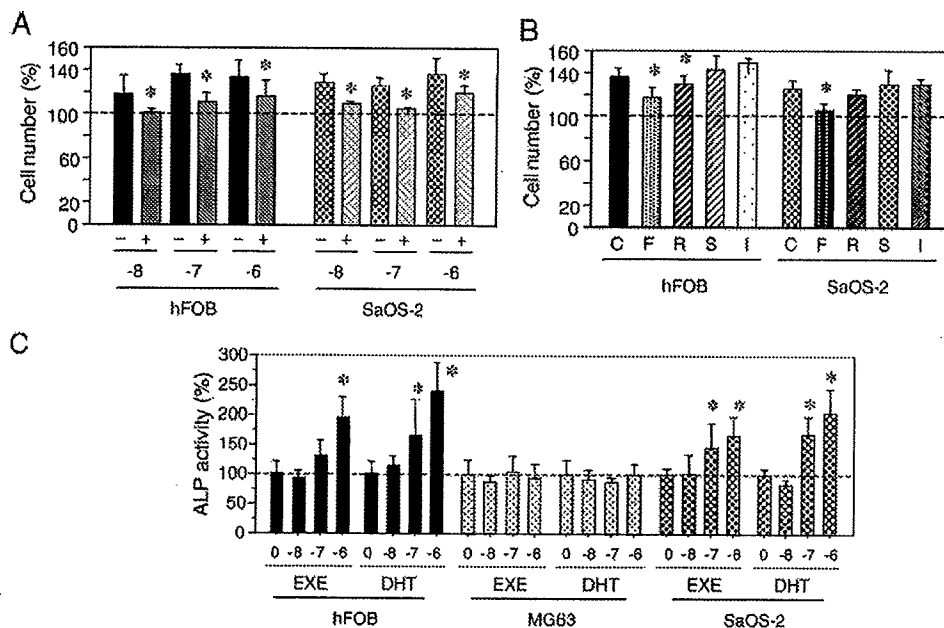 A
Cell number (%)
160
140
100
60
20
0
− + − + − + − + − + − +
-8 -7 -6 -8 -7 -6
hFOB SaOS-2
* * * * * *
B
Cell number (%)
160
140
100
60
20
0
C F R S I C F R S I
hFOB SaOS-2
* * *
C
ALP activity (%)
300
250
200
150
100
50
0
* * * * * * *
0 -8 -7 -6 0 -8 -7 -6 0 -8 -7 -6 0 -8 -7 -6 0 -8 -7 -6 0 -8 -7 -6
EXE DHT EXE DHT EXE DHT
hFOB MG63 SaOS-2